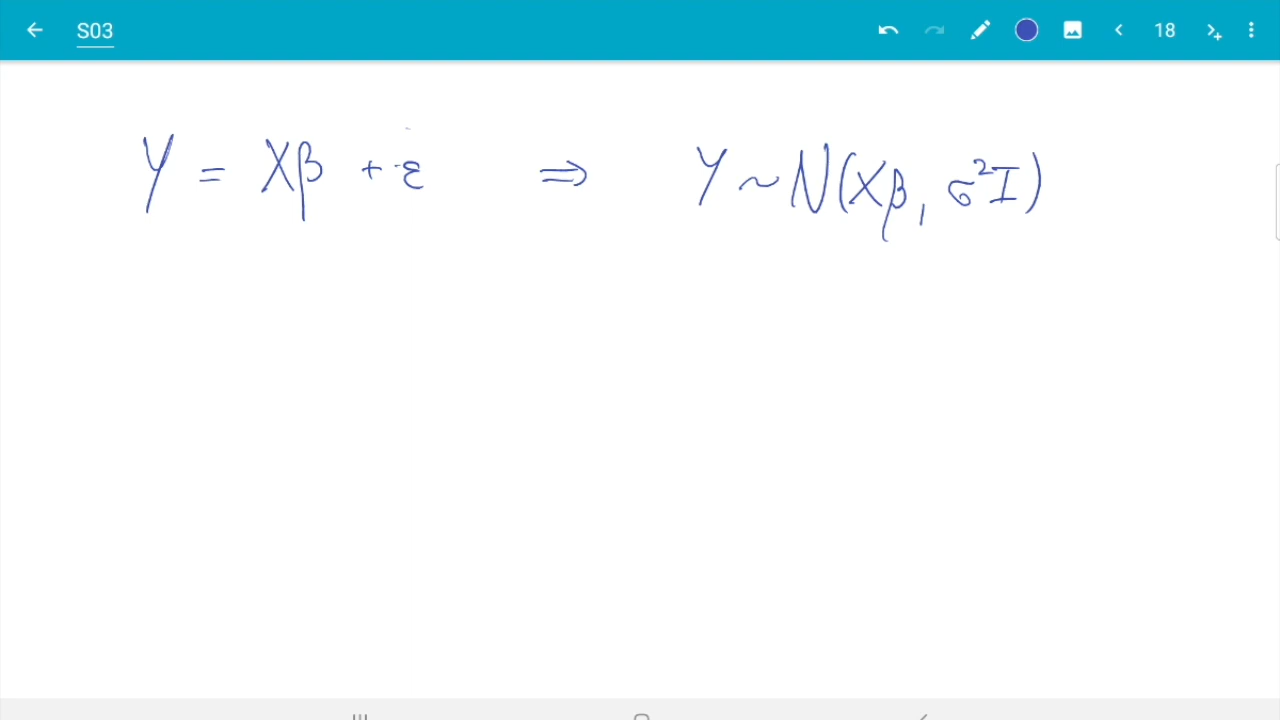 S03
18
Y = Xβ + ε ⇒ Y ~ N(Xβ, σ²I)